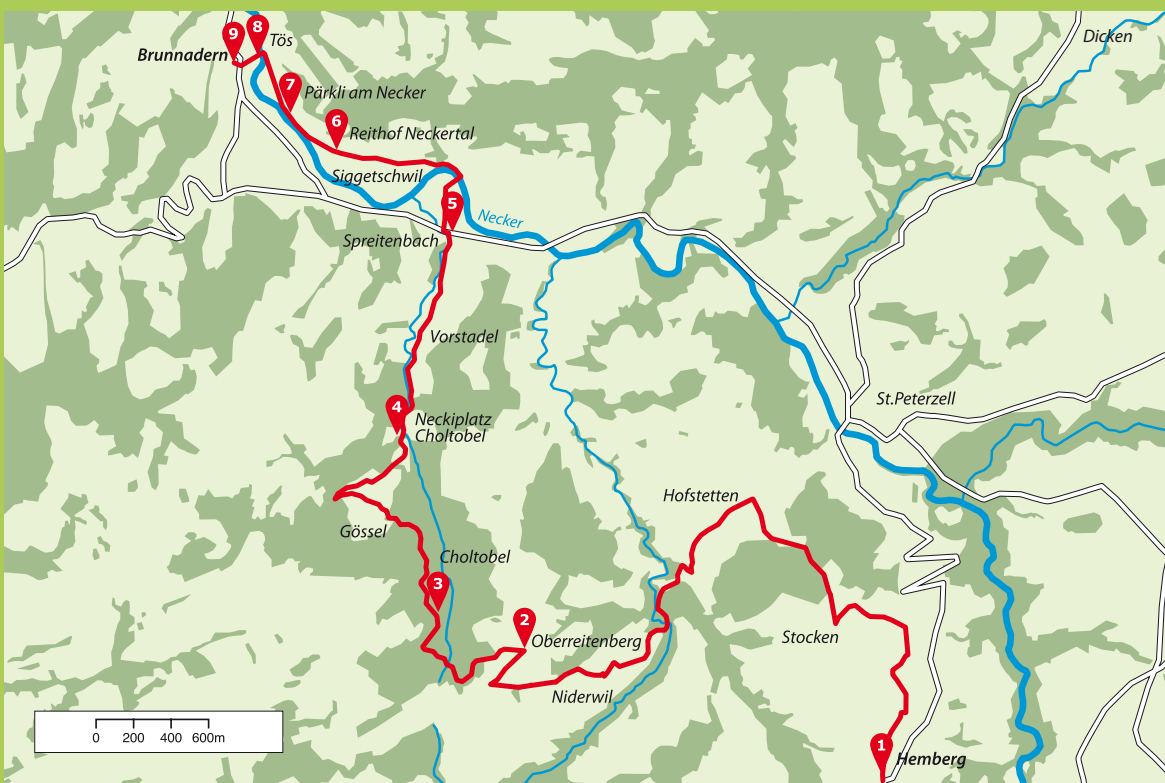 9
8
Tös
Brunnadern
Dicken
7
Pärkli am Necker
6
Reithof Neckertal
Siggetschwil
5
Necker
Spreitenbach
Vorstadel
4
Neckiplatz
Choltobel
St.Peterzell
Hofstetten
Gössel
Choltobel
3
2
Oberreitenberg
Stocken
Niderwil
1
Hemberg
0 200 400 600m